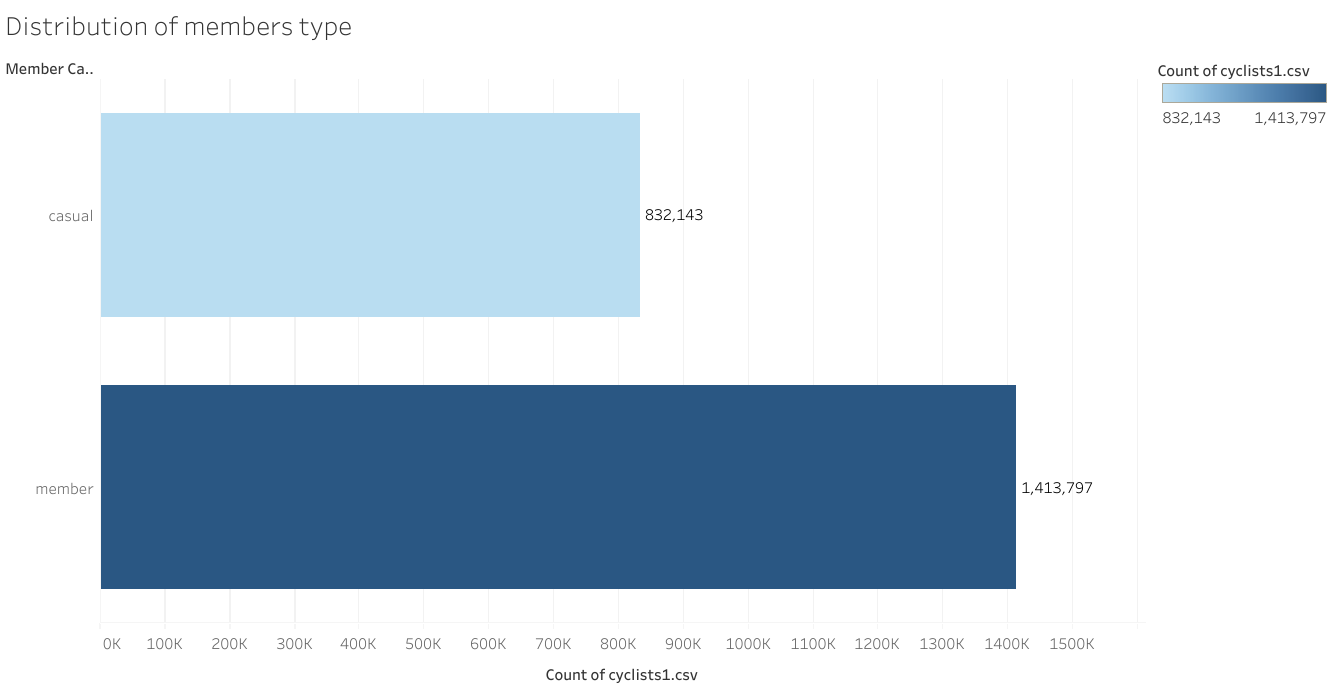 Distribution of members type
Member Ca..
Count of cyclists1.csv
832,143 1,413,797
casual
832,143
member
1,413,797
0K 100K 200K 300K 400K 500K 600K 700K 800K 900K 1000K 1100K 1200K 1300K 1400K 1500K
Count of cyclists1.csv